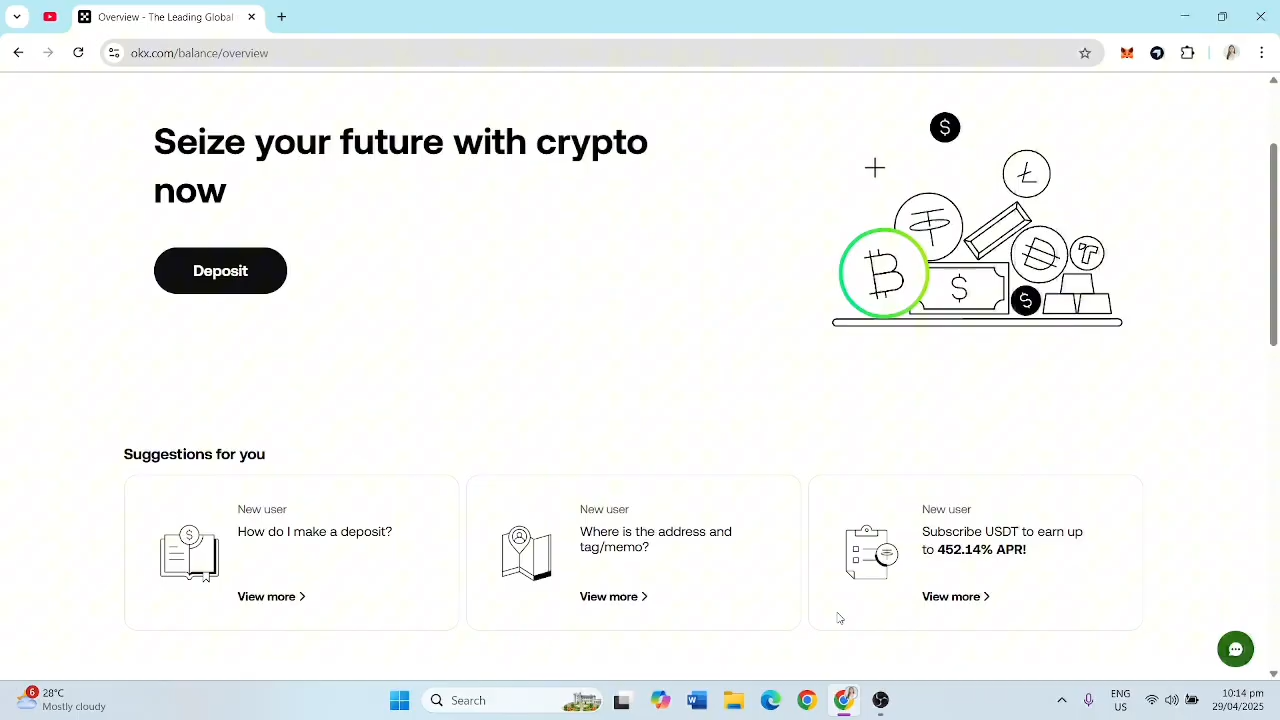 Overview - The Leading Global
okx.com/balance/overview
Seize your future with crypto
now
Deposit
Suggestions for you
New user
How do I make a deposit?
View more
New user
Where is the address and
tag/memo?
View more
New user
Subscribe USDT to earn up
to 452.14% APR!
View more
6
28°C
Mostly cloudy
Search
ENG
US
10:14 pm
29/04/2025